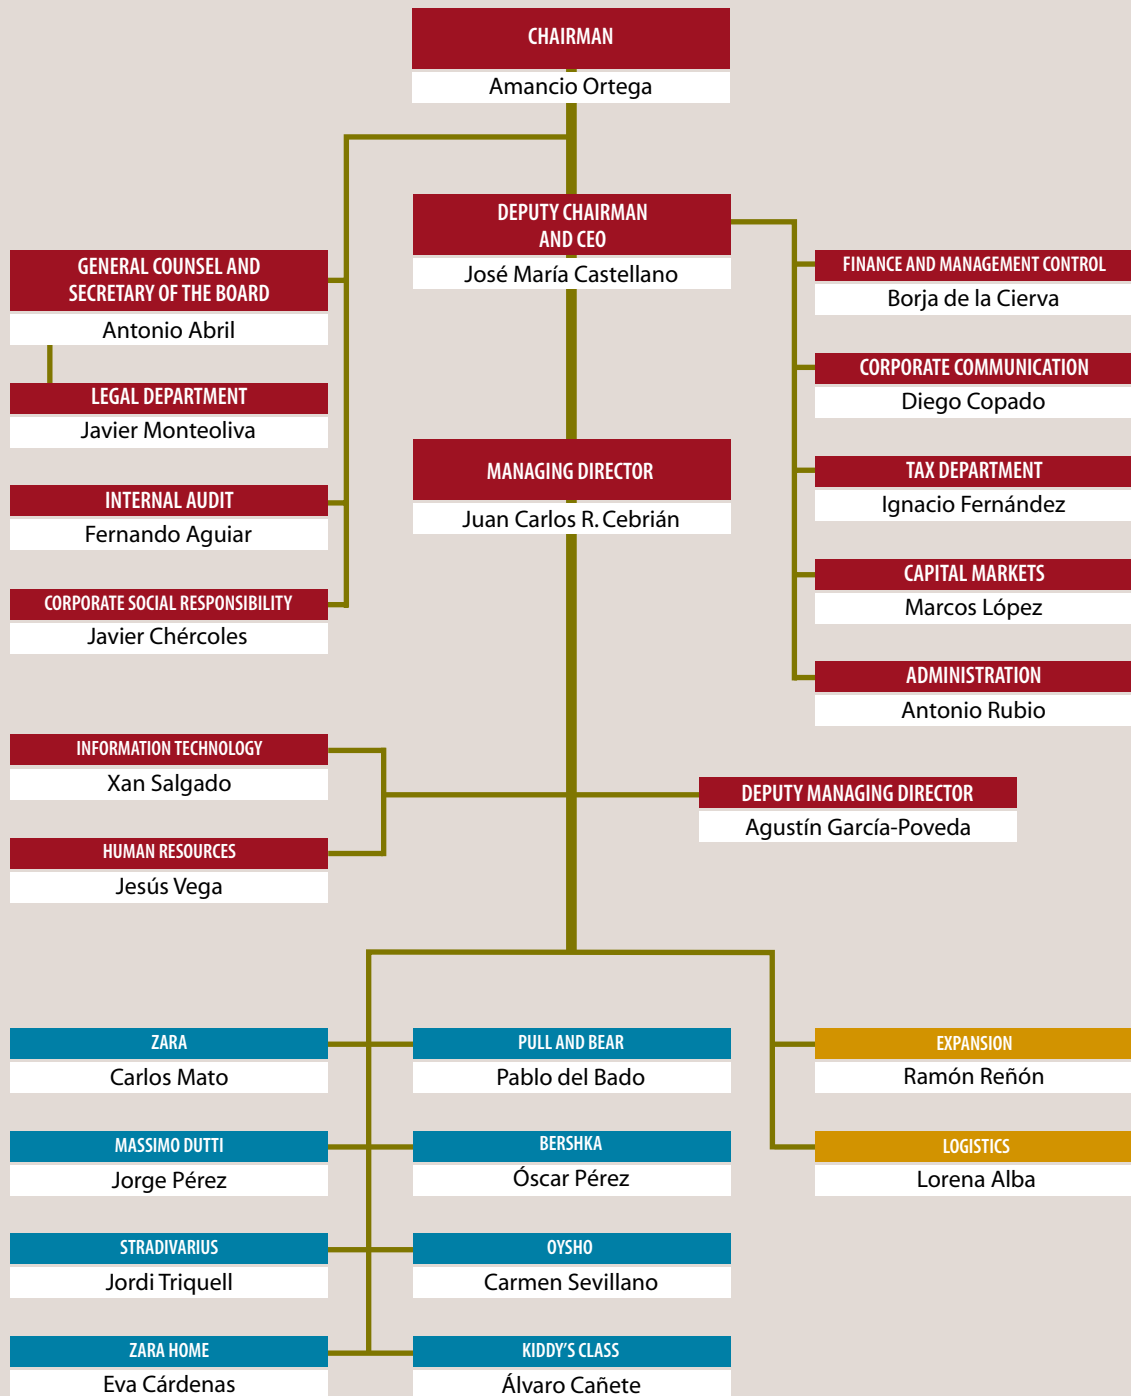 CHAIRMAN
Amancio Ortega
DEPUTY CHAIRMAN
AND CEO
José María Castellano
GENERAL COUNSEL AND
SECRETARY OF THE BOARD
Antonio Abril
LEGAL DEPARTMENT
Javier Monteoliva
INTERNAL AUDIT
Fernando Aguiar
CORPORATE SOCIAL RESPONSIBILITY
Javier Chércoles
FINANCE AND MANAGEMENT CONTROL
Borja de la Cierva
CORPORATE COMMUNICATION
Diego Copado
TAX DEPARTMENT
Ignacio Fernández
CAPITAL MARKETS
Marcos López
ADMINISTRATION
Antonio Rubio
MANAGING DIRECTOR
Juan Carlos R. Cebrián
INFORMATION TECHNOLOGY
Xan Salgado
HUMAN RESOURCES
Jesús Vega
DEPUTY MANAGING DIRECTOR
Agustín García-Poveda
ZARA
Carlos Mato
PULL AND BEAR
Pablo del Bado
EXPANSION
Ramón Reñón
MASSIMO DUTTI
Jorge Pérez
BERSHKA
Óscar Pérez
LOGISTICS
Lorena Alba
STRADIVARIUS
Jordi Triquell
OYSHO
Carmen Sevillano
ZARA HOME
Eva Cárdenas
KIDDY'S CLASS
Álvaro Cañete